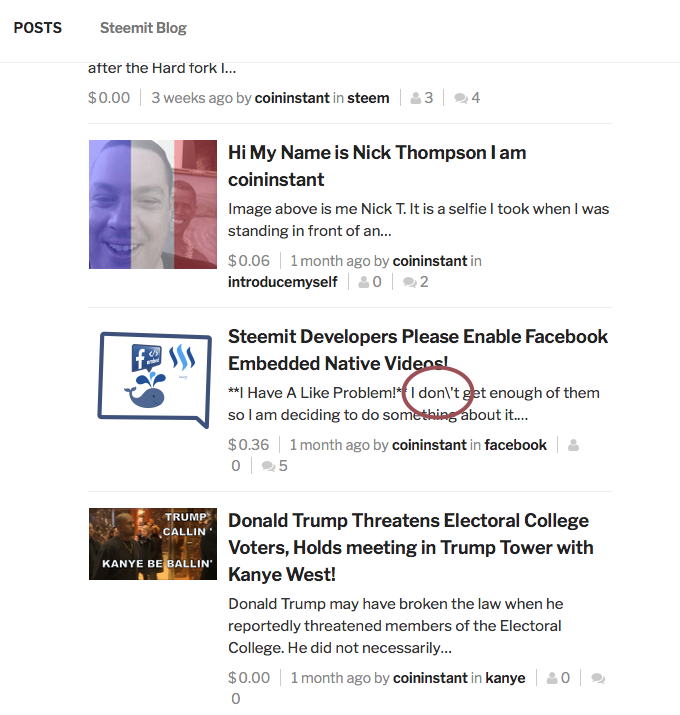 POSTS Steemit Blog
after the Hard fork I...
$ 0.00 3 weeks ago by coininstant in steem 3 4
Hi My Name is Nick Thompson I am
coininstant
Image above is me Nick T. It is a selfie I took when I was
standing in front of an...
$ 0.06 1 month ago by coininstant in
introducemyself 0 2
Steemit Developers Please Enable Facebook
Embedded Native Videos!
**I Have A Like Problem!** I don\'t get enough of them
so I am deciding to do something about it....
$ 0.36 1 month ago by coininstant in facebook
0 5
TRUMP
CALLIN '
KANYE BE BALLIN'
Donald Trump Threatens Electoral College
Voters, Holds meeting in Trump Tower with
Kanye West!
Donald Trump may have broken the law when he
reportedly threatened members of the Electoral
College. He did not necessarily...
$ 0.00 1 month ago by coininstant in kanye 0
0